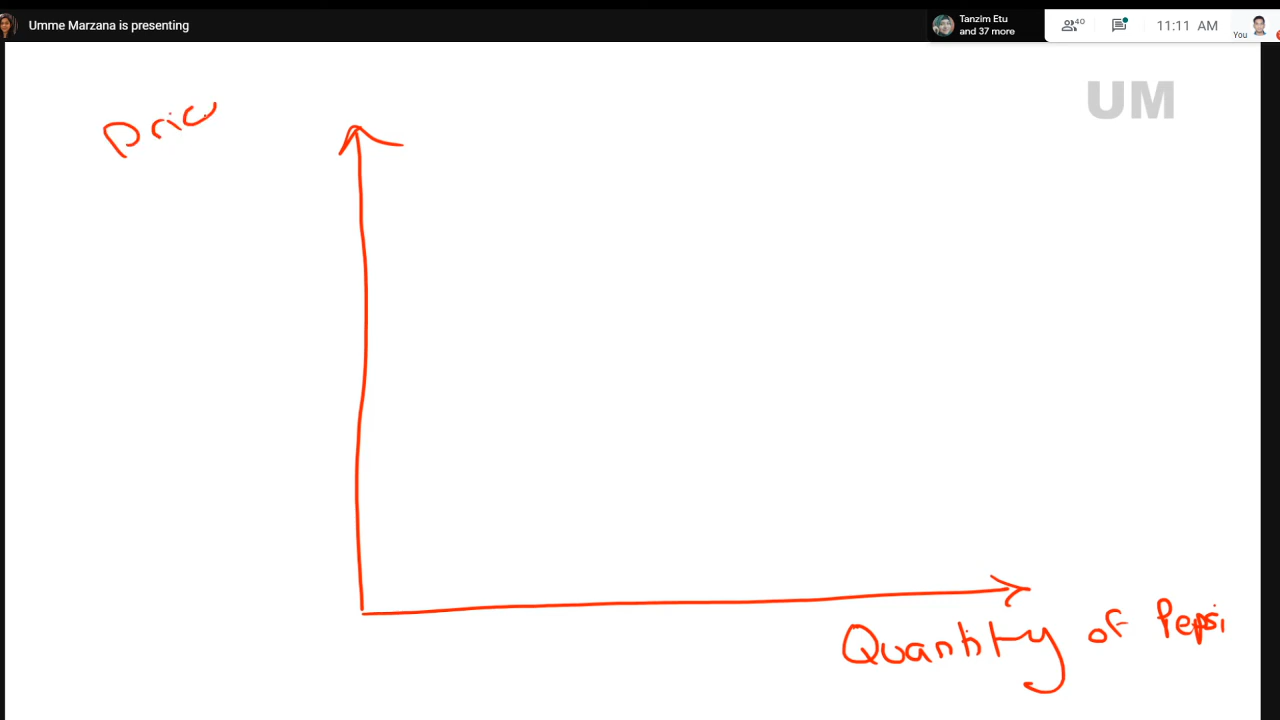 Umme Marzana is presenting
Tanzim Etu
and 37 more
40
11:11 AM
You
UM
Pric
Quantity of Pepsi